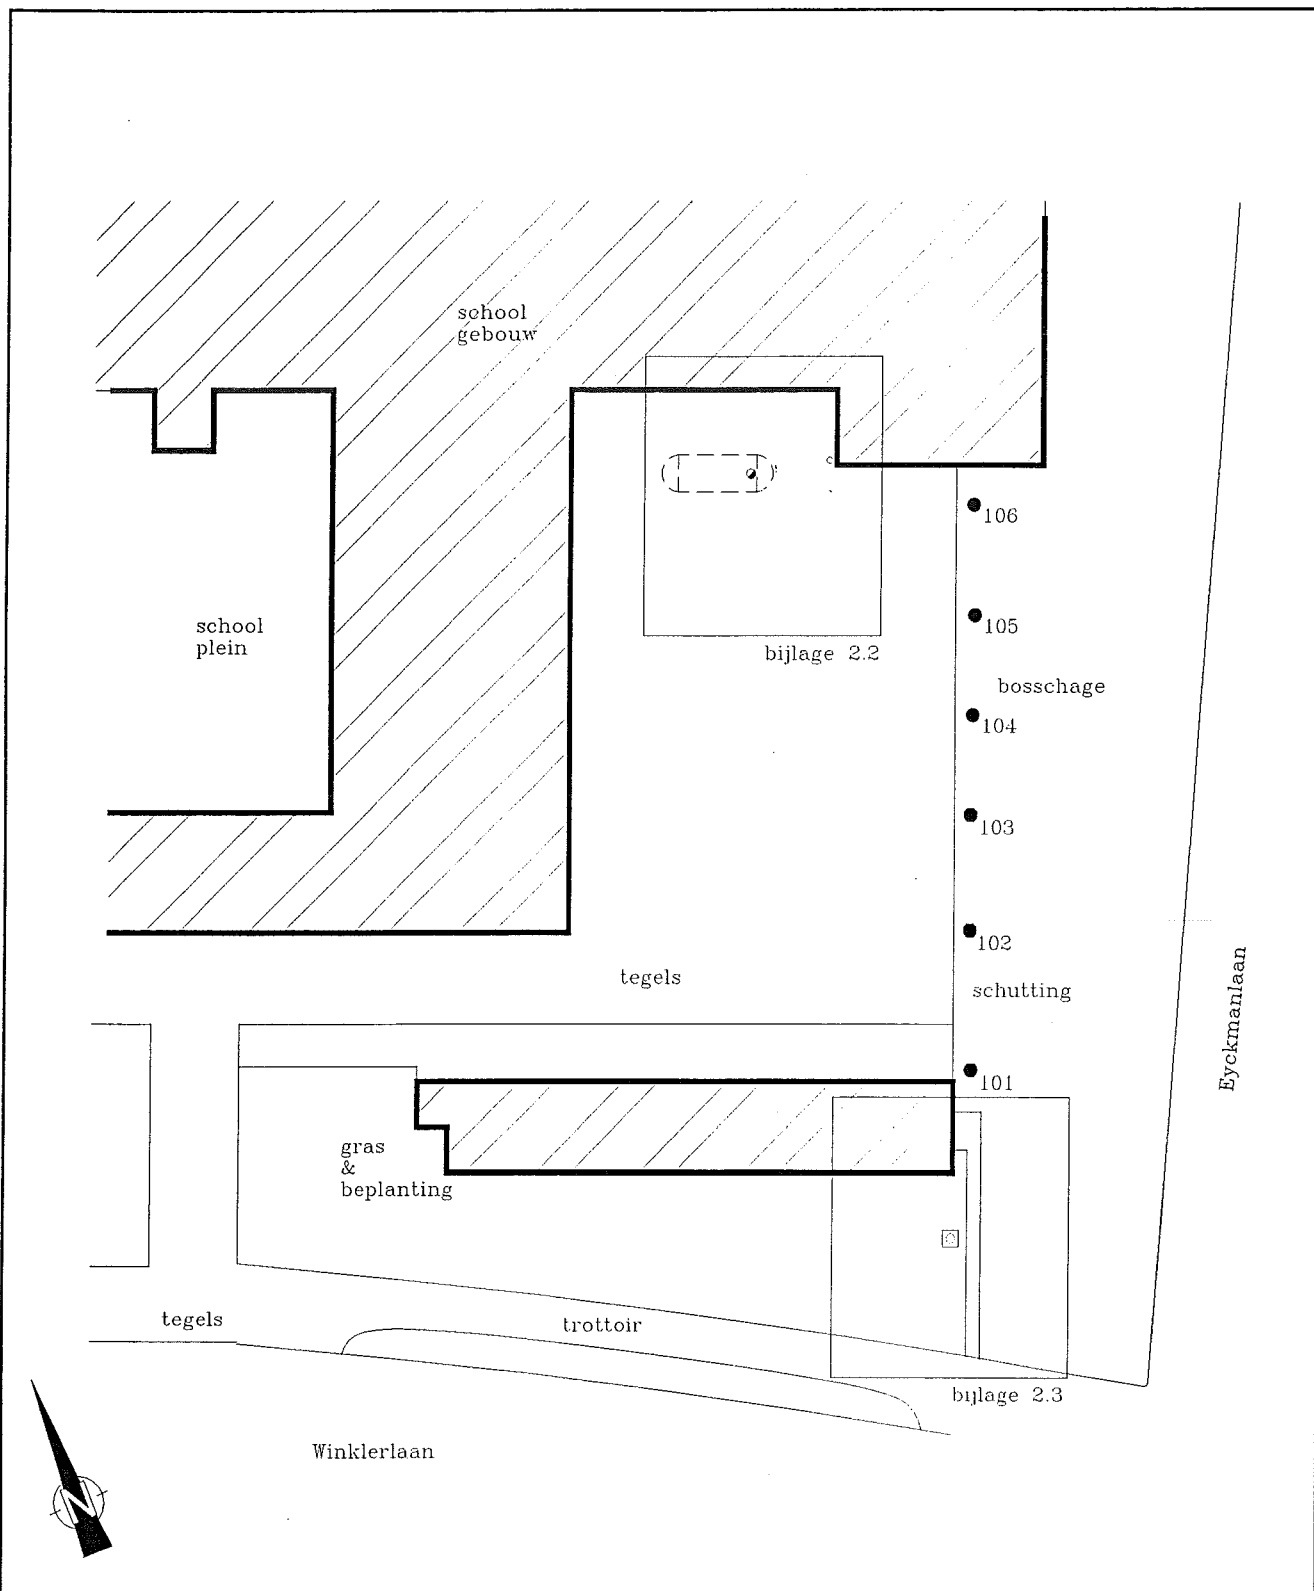 school
gebouw
106
school
plein
105
bijlage 2.2
bosschage
104
103
102
tegels
schutting
Eyckmanlaan
101
gras
&
beplanting
tegels
trottoir
bijlage 2.3
Winklerlaan
N